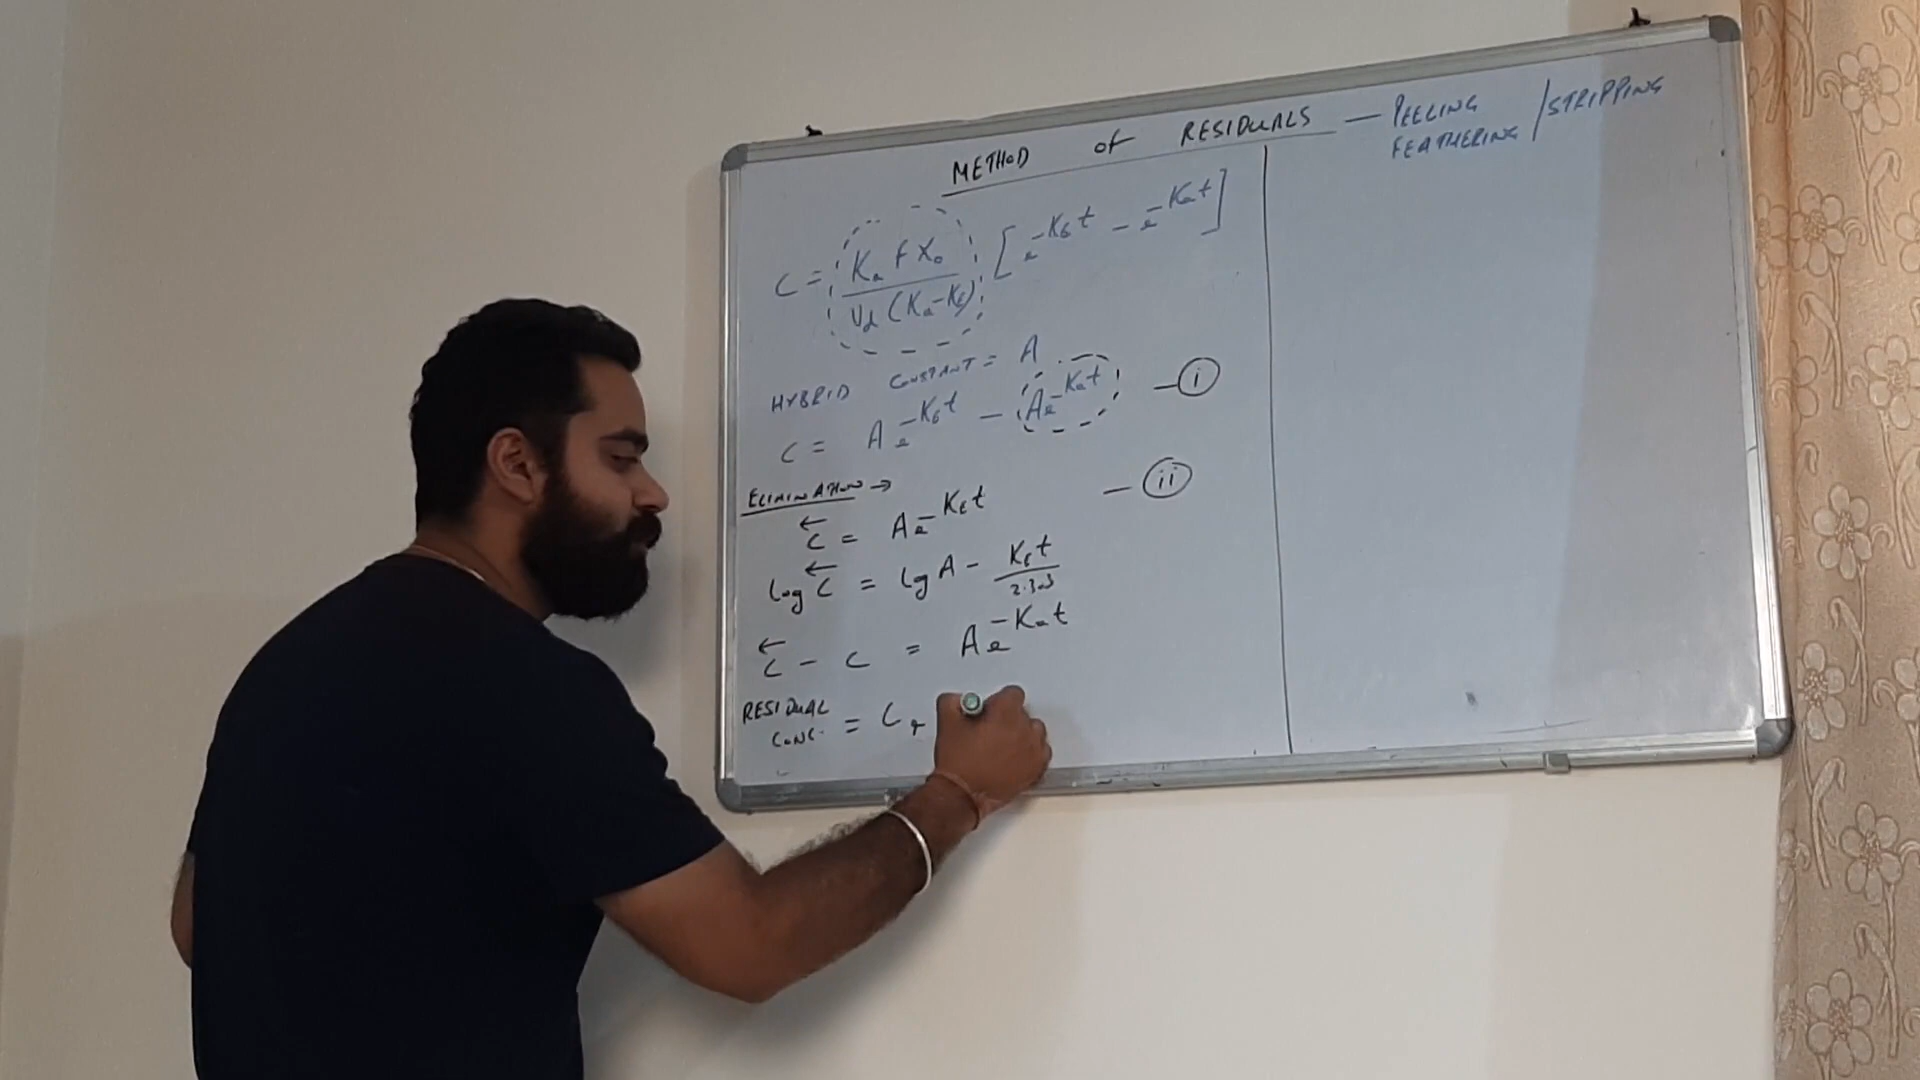 METHOD of RESIDUALS — PEELING
FEATHERING / STRIPPING
C = Ka F X₀ / Vd (Ka - KE) [e^-KEt - e^-Kat]
HYBRID CONSTANT = A
C = A e^-KEt - Ae^-Kat — (i)
ELIMINATION →
C⃖ = Ae^-KEt — (ii)
log C⃖ = log A - KEt / 2.303
C⃖ - C = Ae^-Kat
RESIDUAL CONC. = Cr